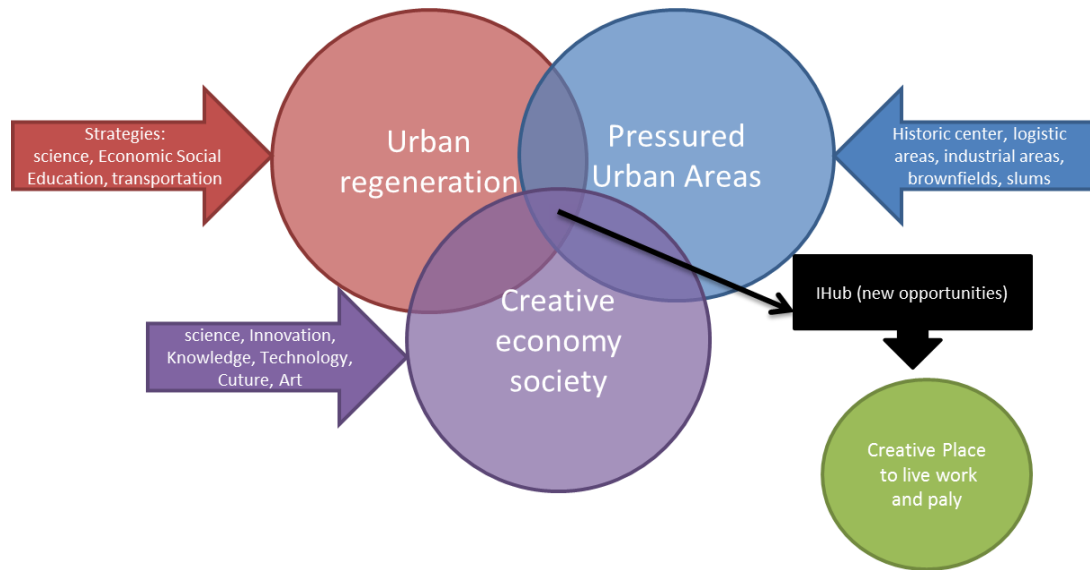 Strategies:
science, Economic Social
Education, transportation
Urban
regeneration
Pressured
Urban Areas
Historic center, logistic
areas, industrial areas,
brownfields, slums
science, Innovation,
Knowledge, Technology,
Cuture, Art
Creative
economy
society
IHub (new opportunities)
Creative Place
to live work
and paly